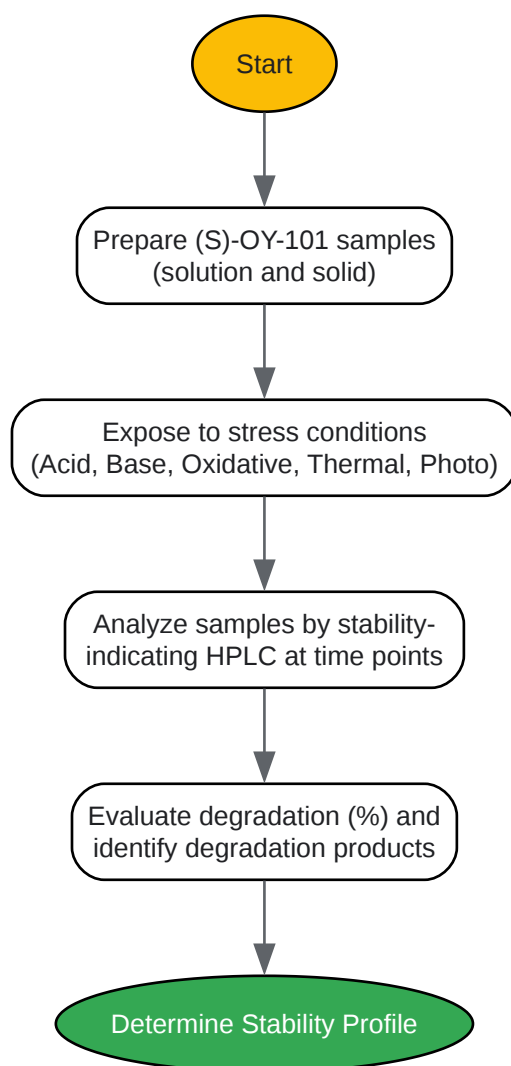 Start
Prepare (S)-OY-101 samples
(solution and solid)
Expose to stress conditions
(Acid, Base, Oxidative, Thermal, Photo)
Analyze samples by stability-
indicating HPLC at time points
Evaluate degradation (%) and
identify degradation products
Determine Stability Profile